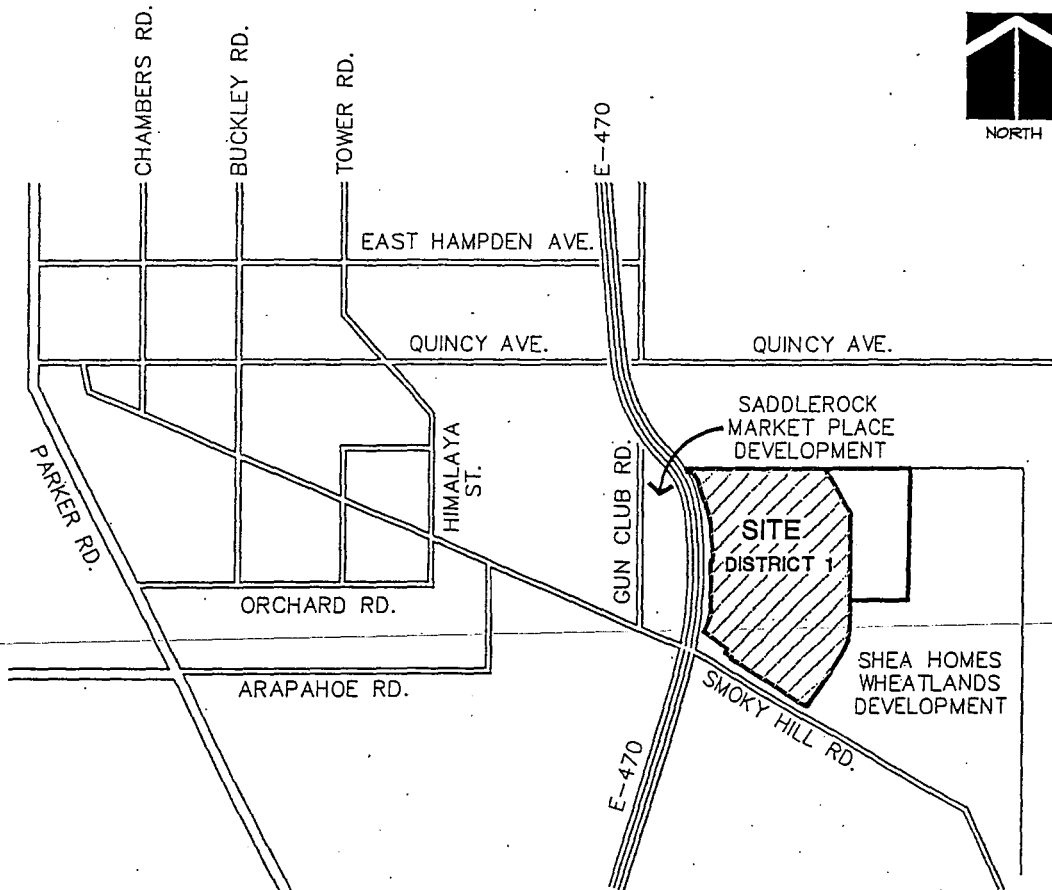 CHAMBERS RD.
BUCKLEY RD.
TOWER RD.
E-470
NORTH
EAST HAMPDEN AVE.
QUINCY AVE.
QUINCY AVE.
SADDLEROCK
MARKET PLACE
DEVELOPMENT
PARKER RD.
HIMALAYA
ST.
GUN CLUB RD.
SITE
DISTRICT 1
ORCHARD RD.
ARAPAHOE RD.
SHEA HOMES
WHEATLANDS
DEVELOPMENT
SMOKY HILL RD.
E-470